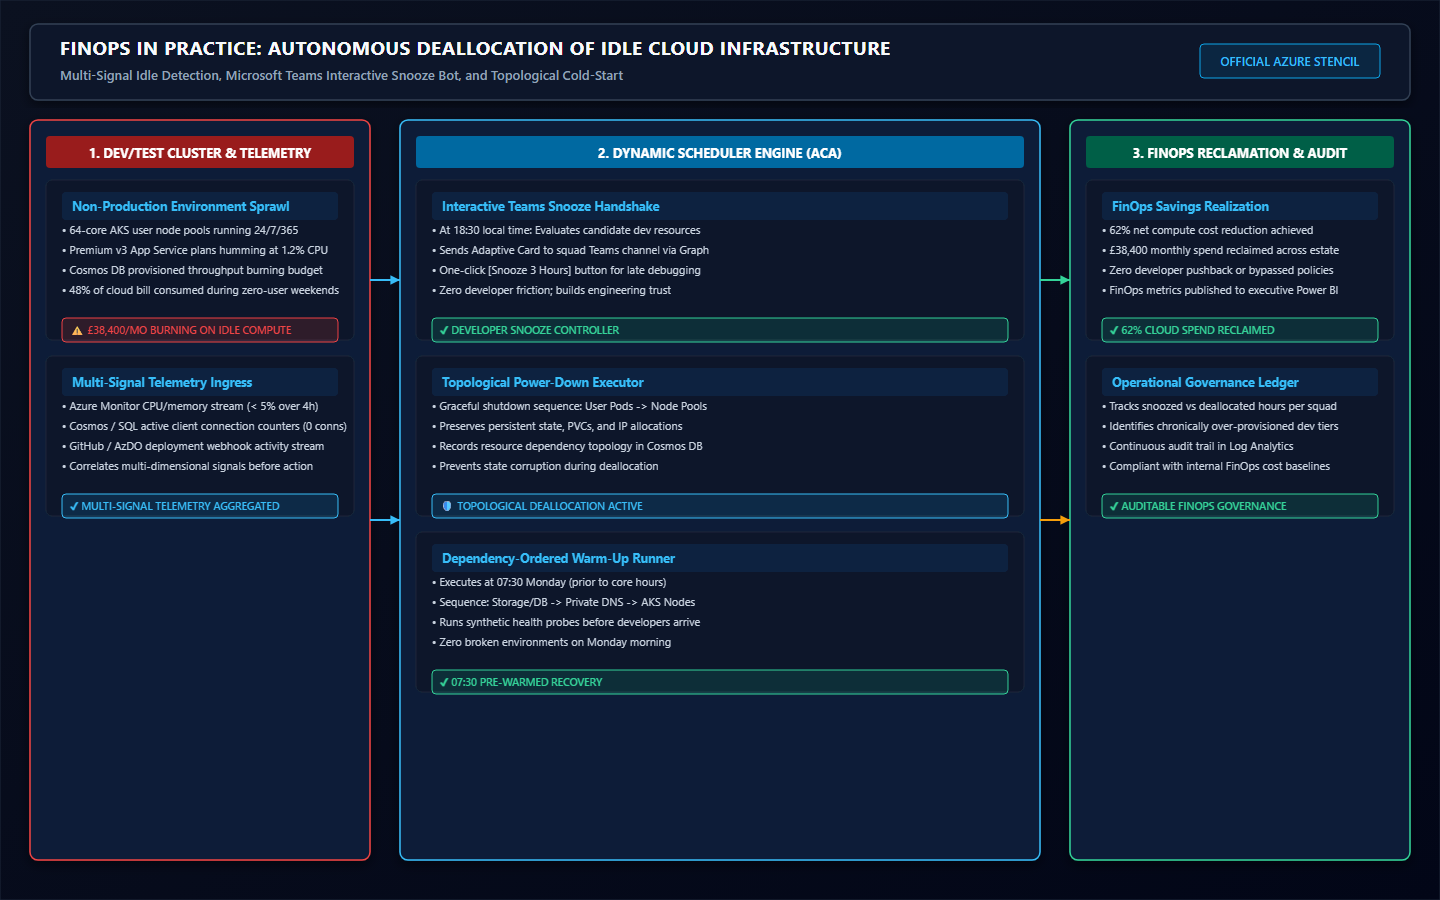 FINOPS IN PRACTICE: AUTONOMOUS DEALLOCATION OF IDLE CLOUD INFRASTRUCTURE
Multi-Signal Idle Detection, Microsoft Teams Interactive Snooze Bot, and Topological Cold-Start
OFFICIAL AZURE STENCIL
1. DEV/TEST CLUSTER & TELEMETRY
Non-Production Environment Sprawl
• 64-core AKS user node pools running 24/7/365
• Premium v3 App Service plans humming at 1.2% CPU
• Cosmos DB provisioned throughput burning budget
• 48% of cloud bill consumed during zero-user weekends
⚠ £38,400/MO BURNING ON IDLE COMPUTE
Multi-Signal Telemetry Ingress
• Azure Monitor CPU/memory stream (< 5% over 4h)
• Cosmos / SQL active client connection counters (0 conns)
• GitHub / AzDO deployment webhook activity stream
• Correlates multi-dimensional signals before action
✔ MULTI-SIGNAL TELEMETRY AGGREGATED
2. DYNAMIC SCHEDULER ENGINE (ACA)
Interactive Teams Snooze Handshake
• At 18:30 local time: Evaluates candidate dev resources
• Sends Adaptive Card to squad Teams channel via Graph
• One-click [Snooze 3 Hours] button for late debugging
• Zero developer friction; builds engineering trust
✔ DEVELOPER SNOOZE CONTROLLER
Topological Power-Down Executor
• Graceful shutdown sequence: User Pods -> Node Pools
• Preserves persistent state, PVCs, and IP allocations
• Records resource dependency topology in Cosmos DB
• Prevents state corruption during deallocation
TOPOLOGICAL DEALLOCATION ACTIVE
Dependency-Ordered Warm-Up Runner
• Executes at 07:30 Monday (prior to core hours)
• Sequence: Storage/DB -> Private DNS -> AKS Nodes
• Runs synthetic health probes before developers arrive
• Zero broken environments on Monday morning
✔ 07:30 PRE-WARMED RECOVERY
3. FINOPS RECLAMATION & AUDIT
FinOps Savings Realization
• 62% net compute cost reduction achieved
• £38,400 monthly spend reclaimed across estate
• Zero developer pushback or bypassed policies
• FinOps metrics published to executive Power BI
✔ 62% CLOUD SPEND RECLAIMED
Operational Governance Ledger
• Tracks snoozed vs deallocated hours per squad
• Identifies chronically over-provisioned dev tiers
• Continuous audit trail in Log Analytics
• Compliant with internal FinOps cost baselines
✔ AUDITABLE FINOPS GOVERNANCE